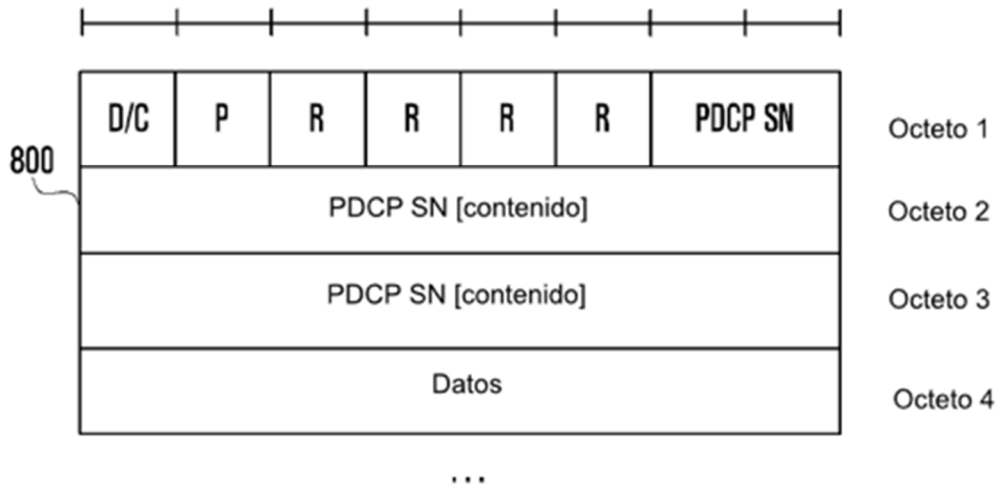 D/C P R R R R PDCP SN Octeto 1
800
PDCP SN [contenido] Octeto 2
PDCP SN [contenido] Octeto 3
Datos Octeto 4
...